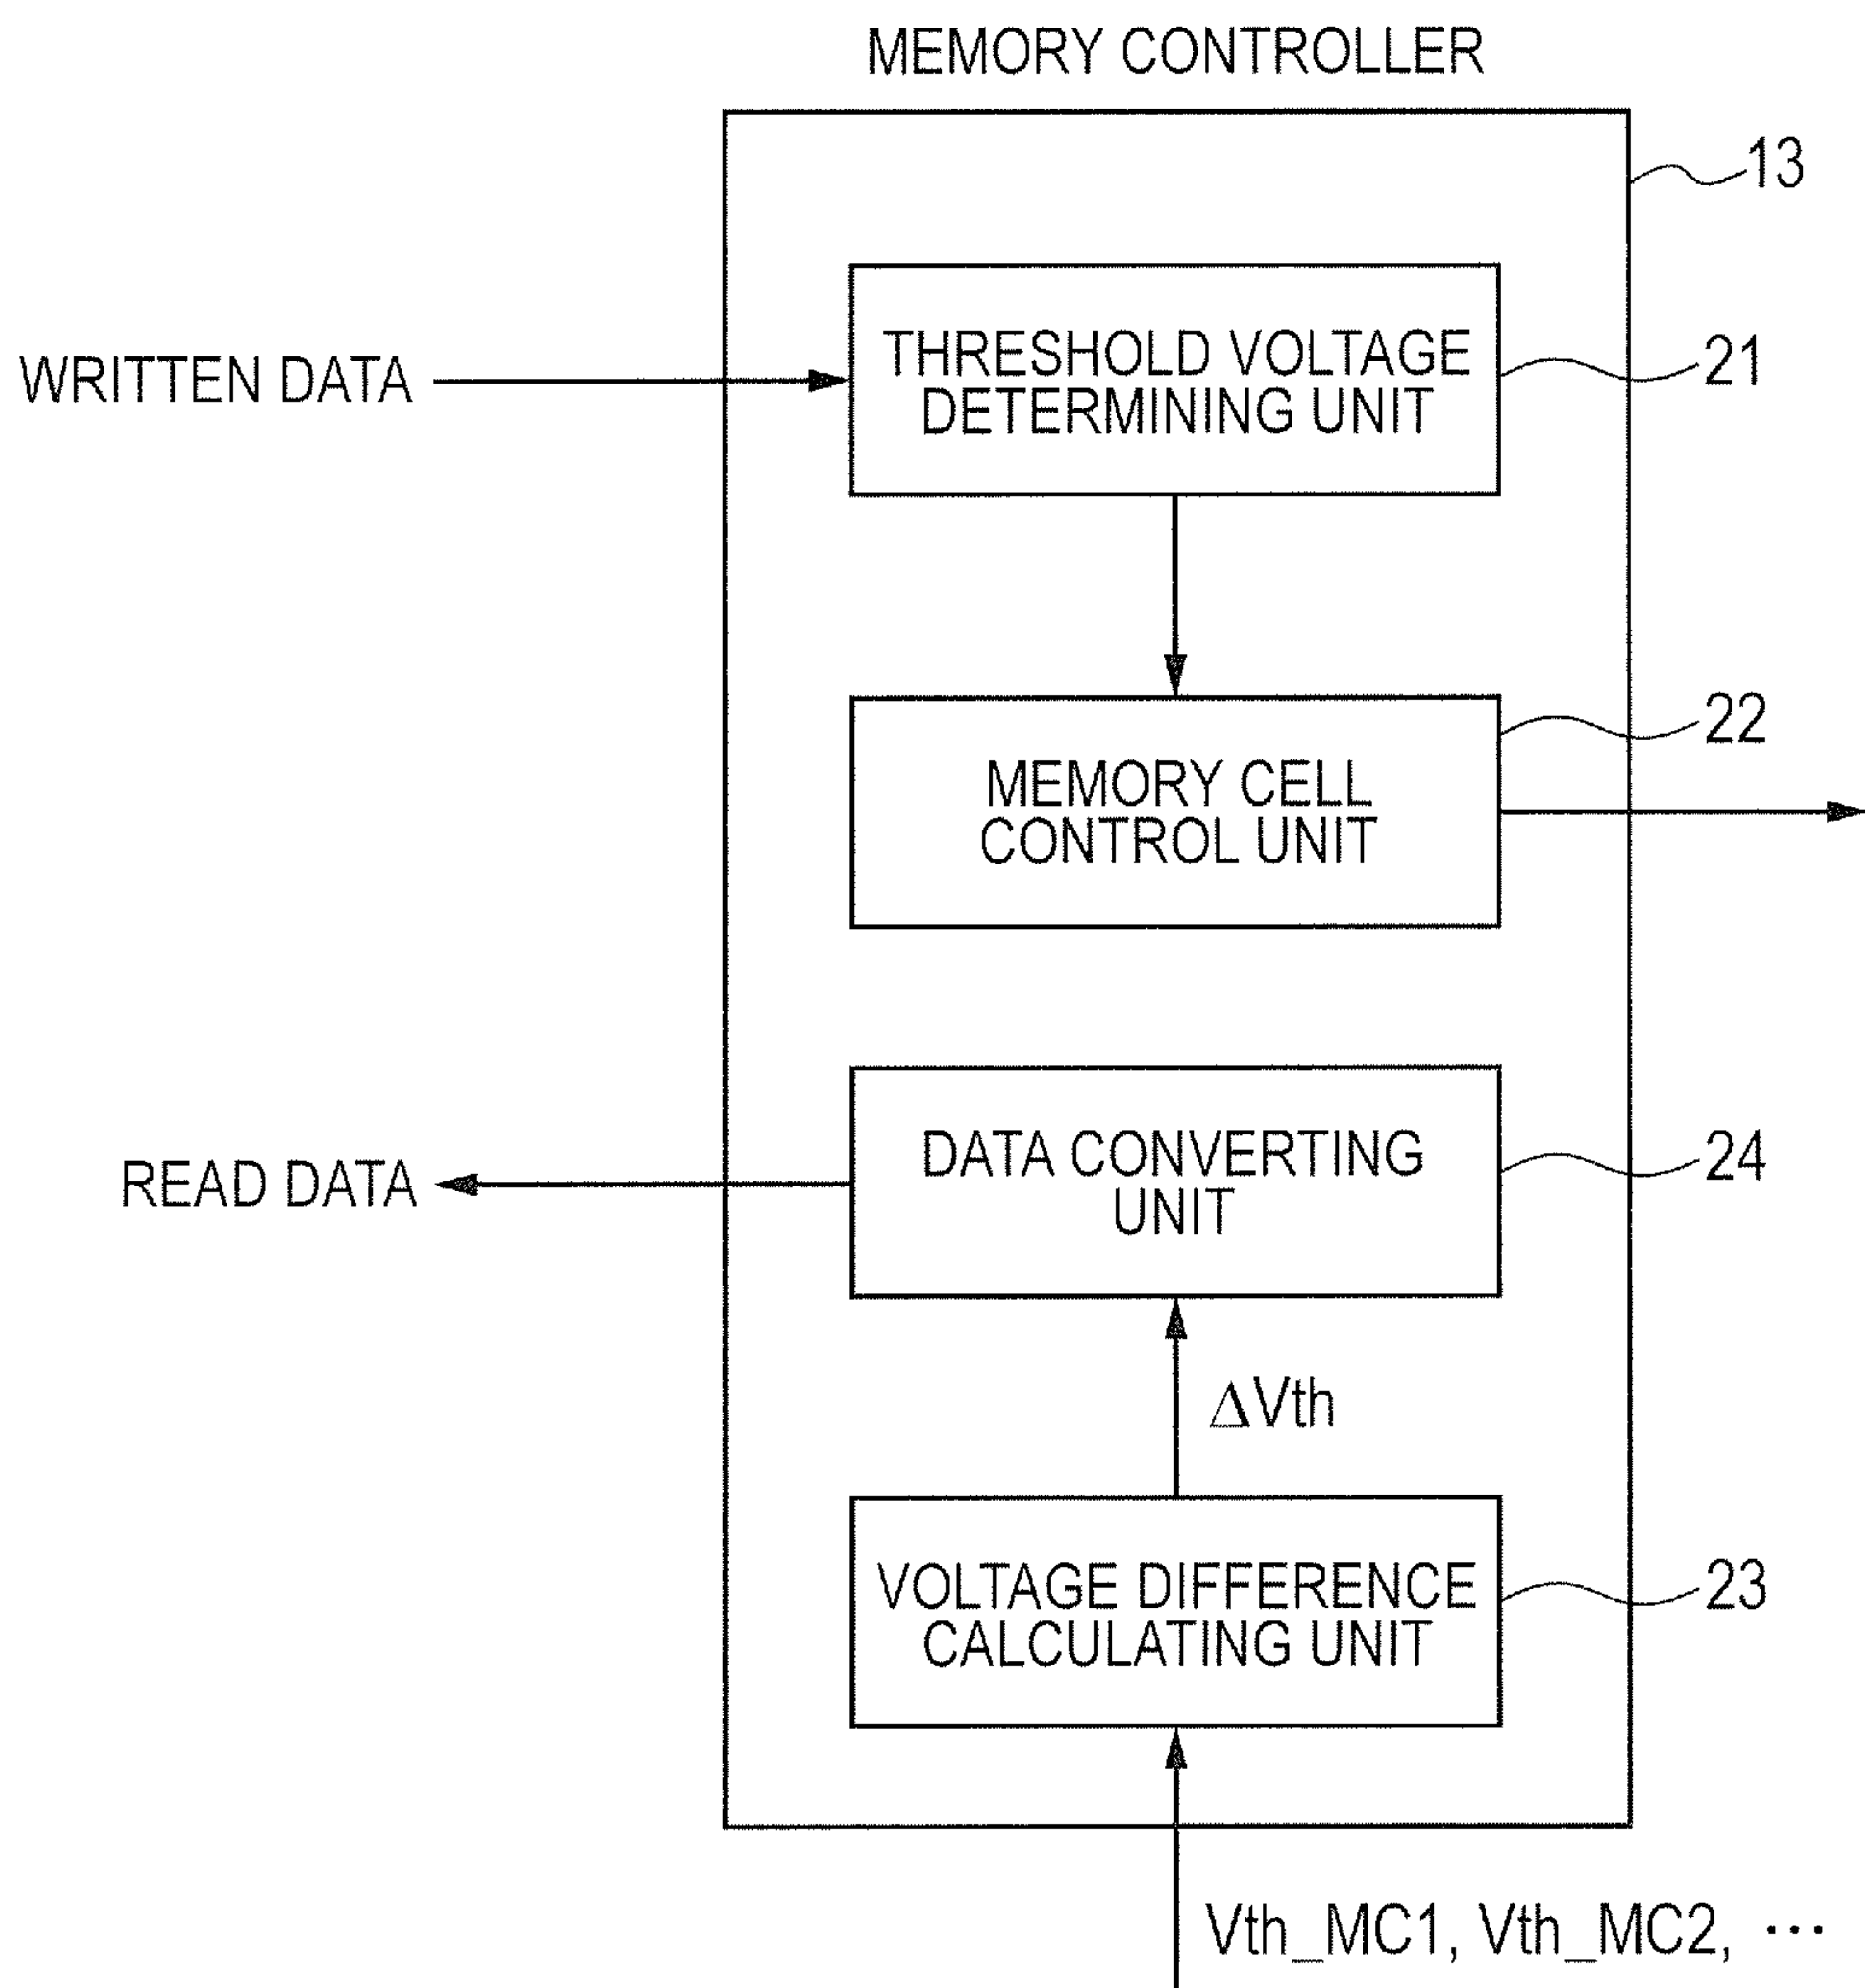 MEMORY CONTROLLER
13
THRESHOLD VOLTAGE
DETERMINING UNIT
21
WRITTEN DATA
22
MEMORY CELL
CONTROL UNIT
DATA CONVERTING
UNIT
24
READ DATA
ΔVth
VOLTAGE DIFFERENCE
CALCULATING UNIT
23
Vth_MC1, Vth_MC2, ···